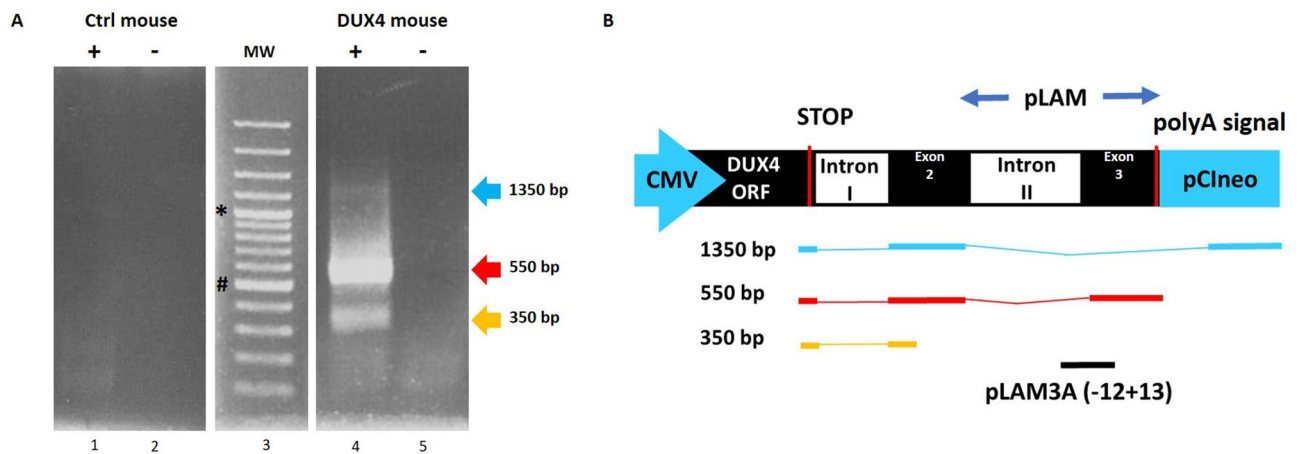 A
Ctrl mouse
DUX4 mouse
+ - MW + -
*
#
1350 bp
550 bp
350 bp
1 2 3 4 5
B
pLAM
STOP
polyA signal
CMV
DUX4
ORF
Intron
I
Exon
2
Intron
II
Exon
3
pCIneo
1350 bp
550 bp
350 bp
pLAM3A (-12+13)